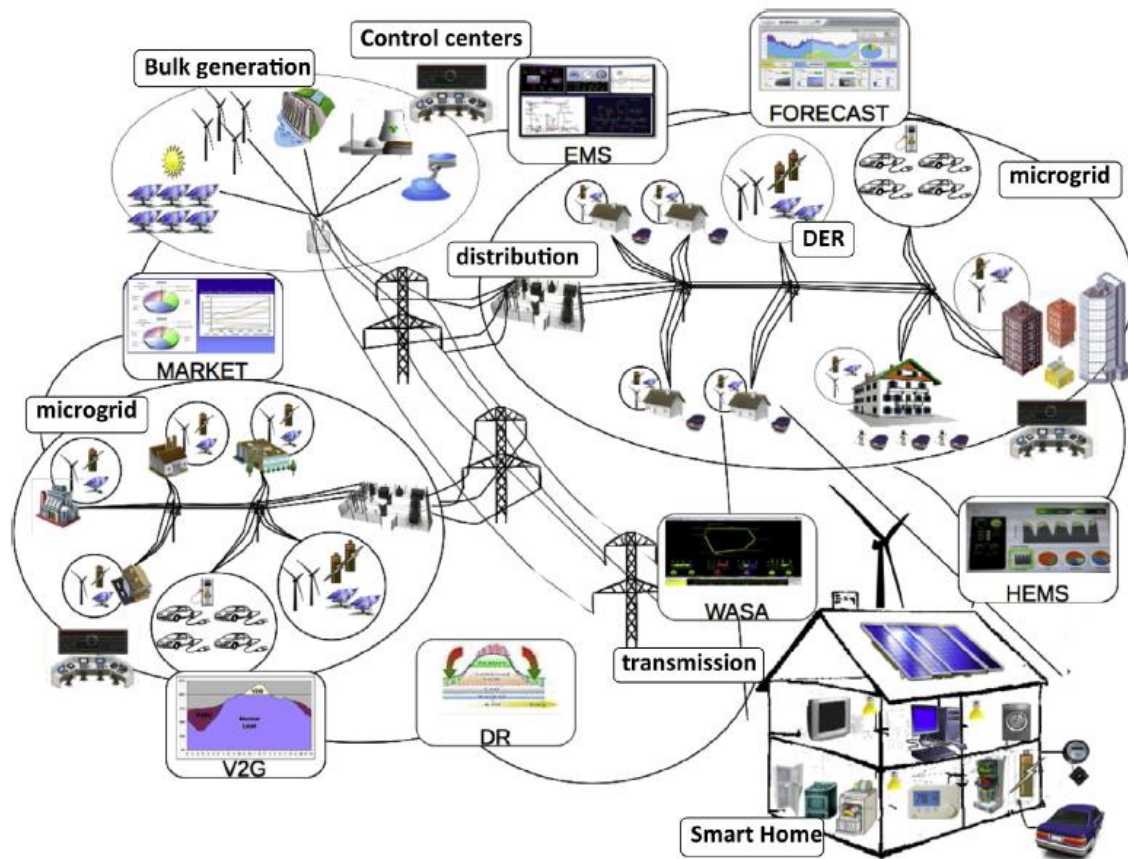 Control centers
Bulk generation
FORECAST
EMS
microgrid
DER
distribution
MARKET
microgrid
WASA
HEMS
transmission
DR
V2G
Smart Home